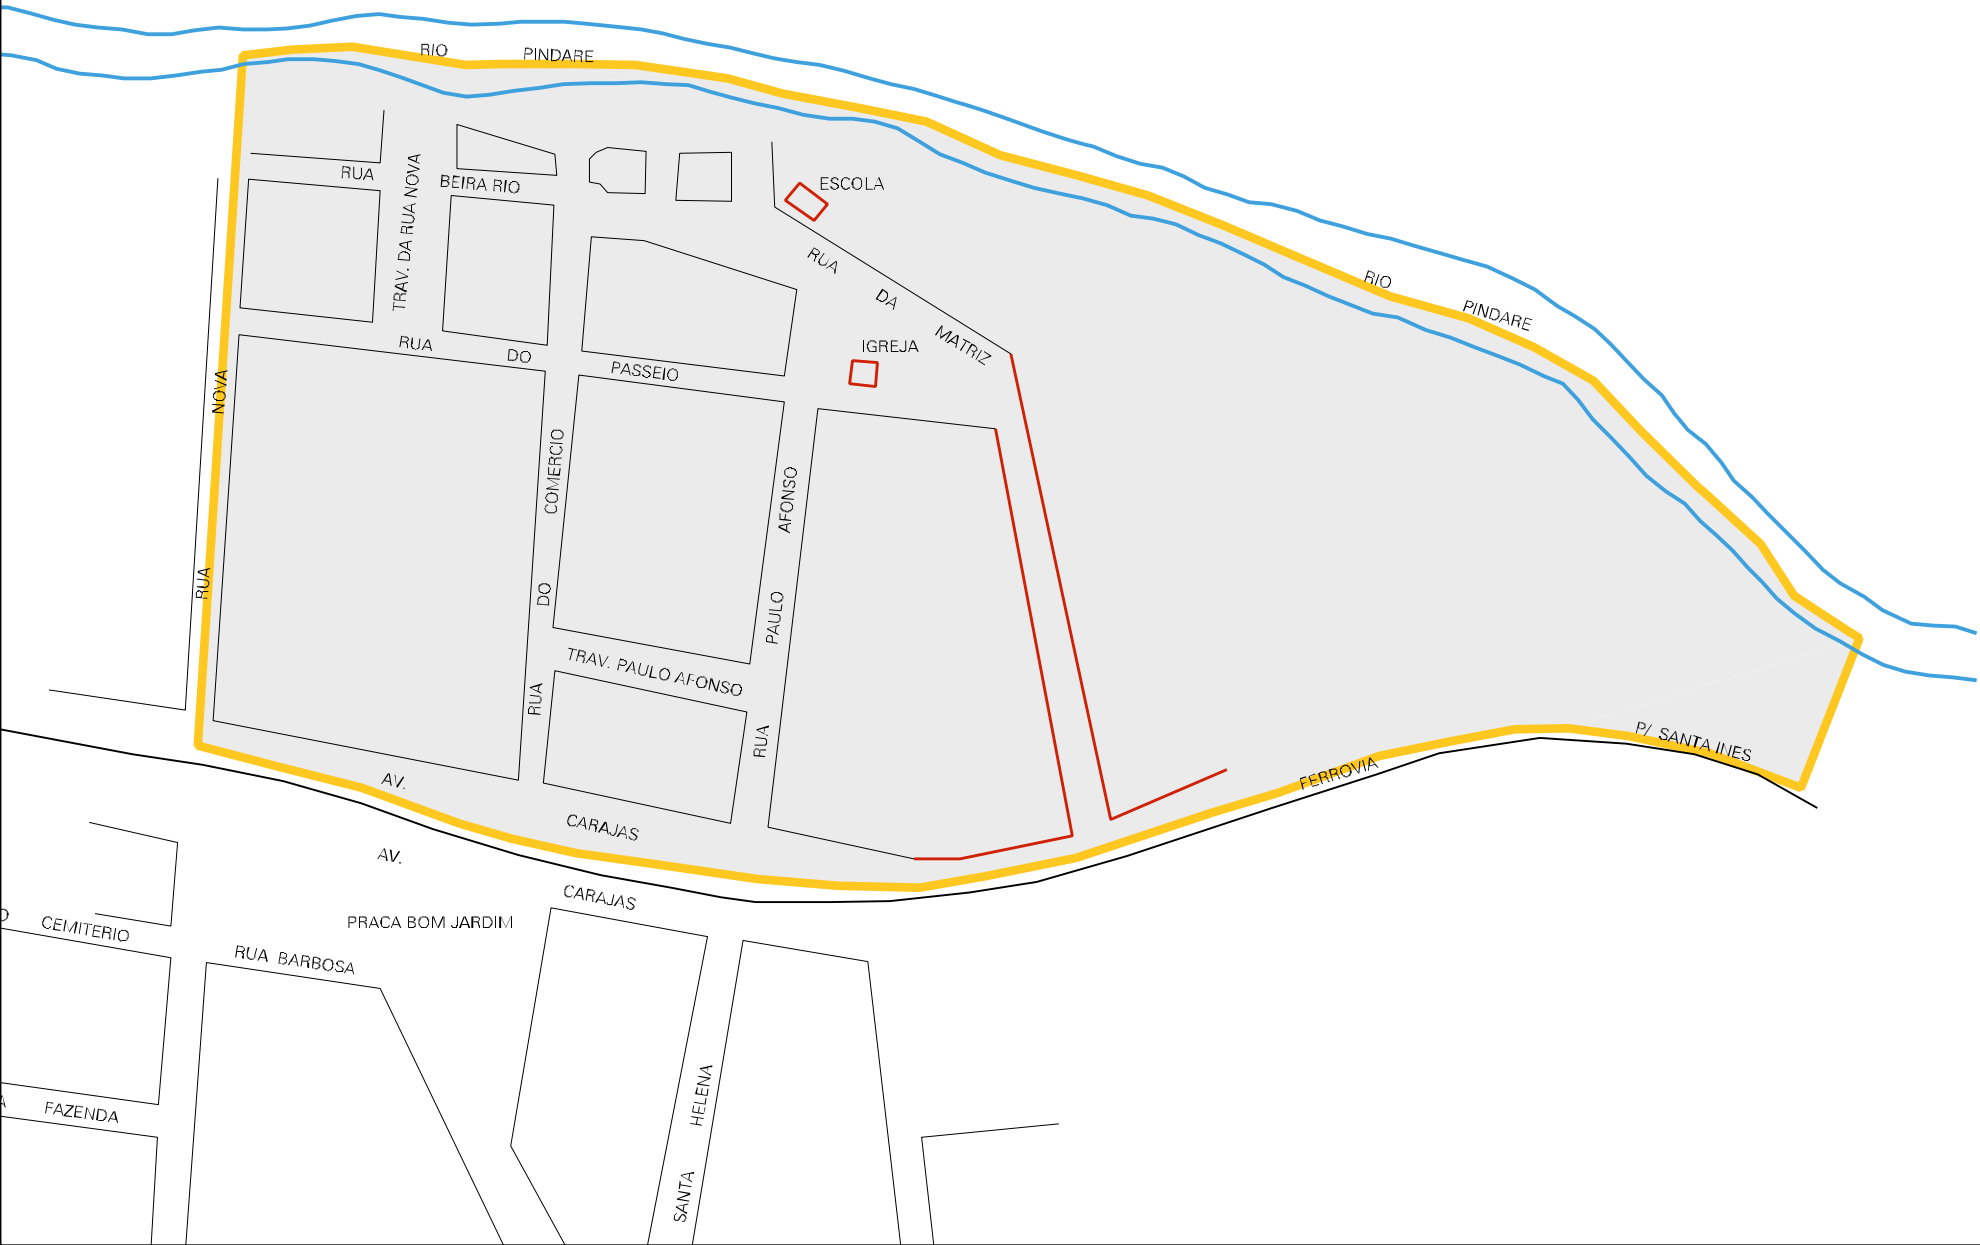 RIO PINDARE
RUA BEIRA RIO
TRAV. DA RUA NOVA
ESCOLA
RUA DA MATRIZ
RIO PINDARE
IGREJA
RUA DO PASSEIO
RUA NOVA
RUA DO COMERCIO
RUA PAULO AFONSO
TRAV. PAULO AFONSO
P/ SANTA INES
FERROVIA
AV. CARAJAS
AV. CARAJAS
PRACA BOM JARDIM
CEMITERIO
RUA BARBOSA
FAZENDA
SANTA HELENA